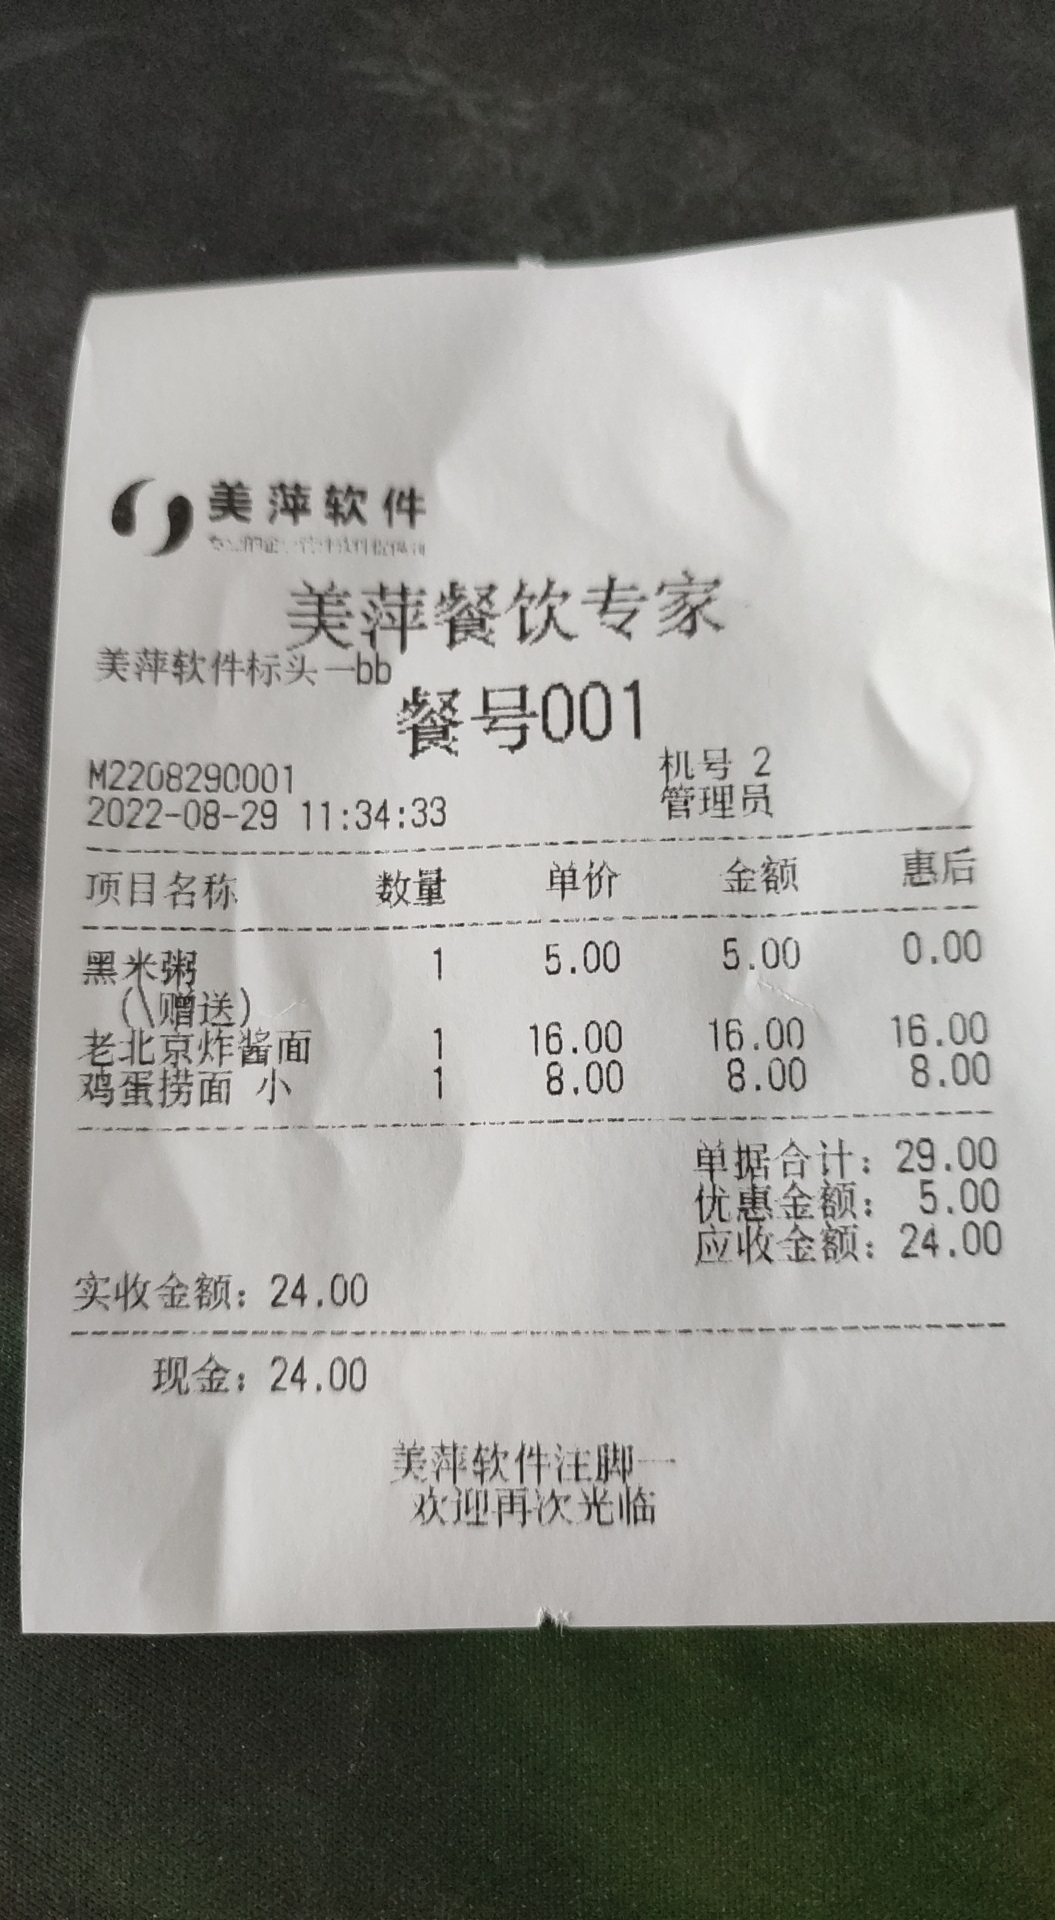 美萍软件
美萍餐饮专家
美萍软件标头一bb
餐号001
M2208290001 机号 2
2022-08-29 11:34:33 管理员
项目名称 数量 单价 金额 惠后
黑米粥 1 5.00 5.00 0.00
(\赠送)
老北京炸酱面 1 16.00 16.00 16.00
鸡蛋捞面 小 1 8.00 8.00 8.00
单据合计: 29.00
优惠金额: 5.00
应收金额: 24.00
实收金额: 24.00
现金: 24.00
美萍软件注脚一
欢迎再次光临